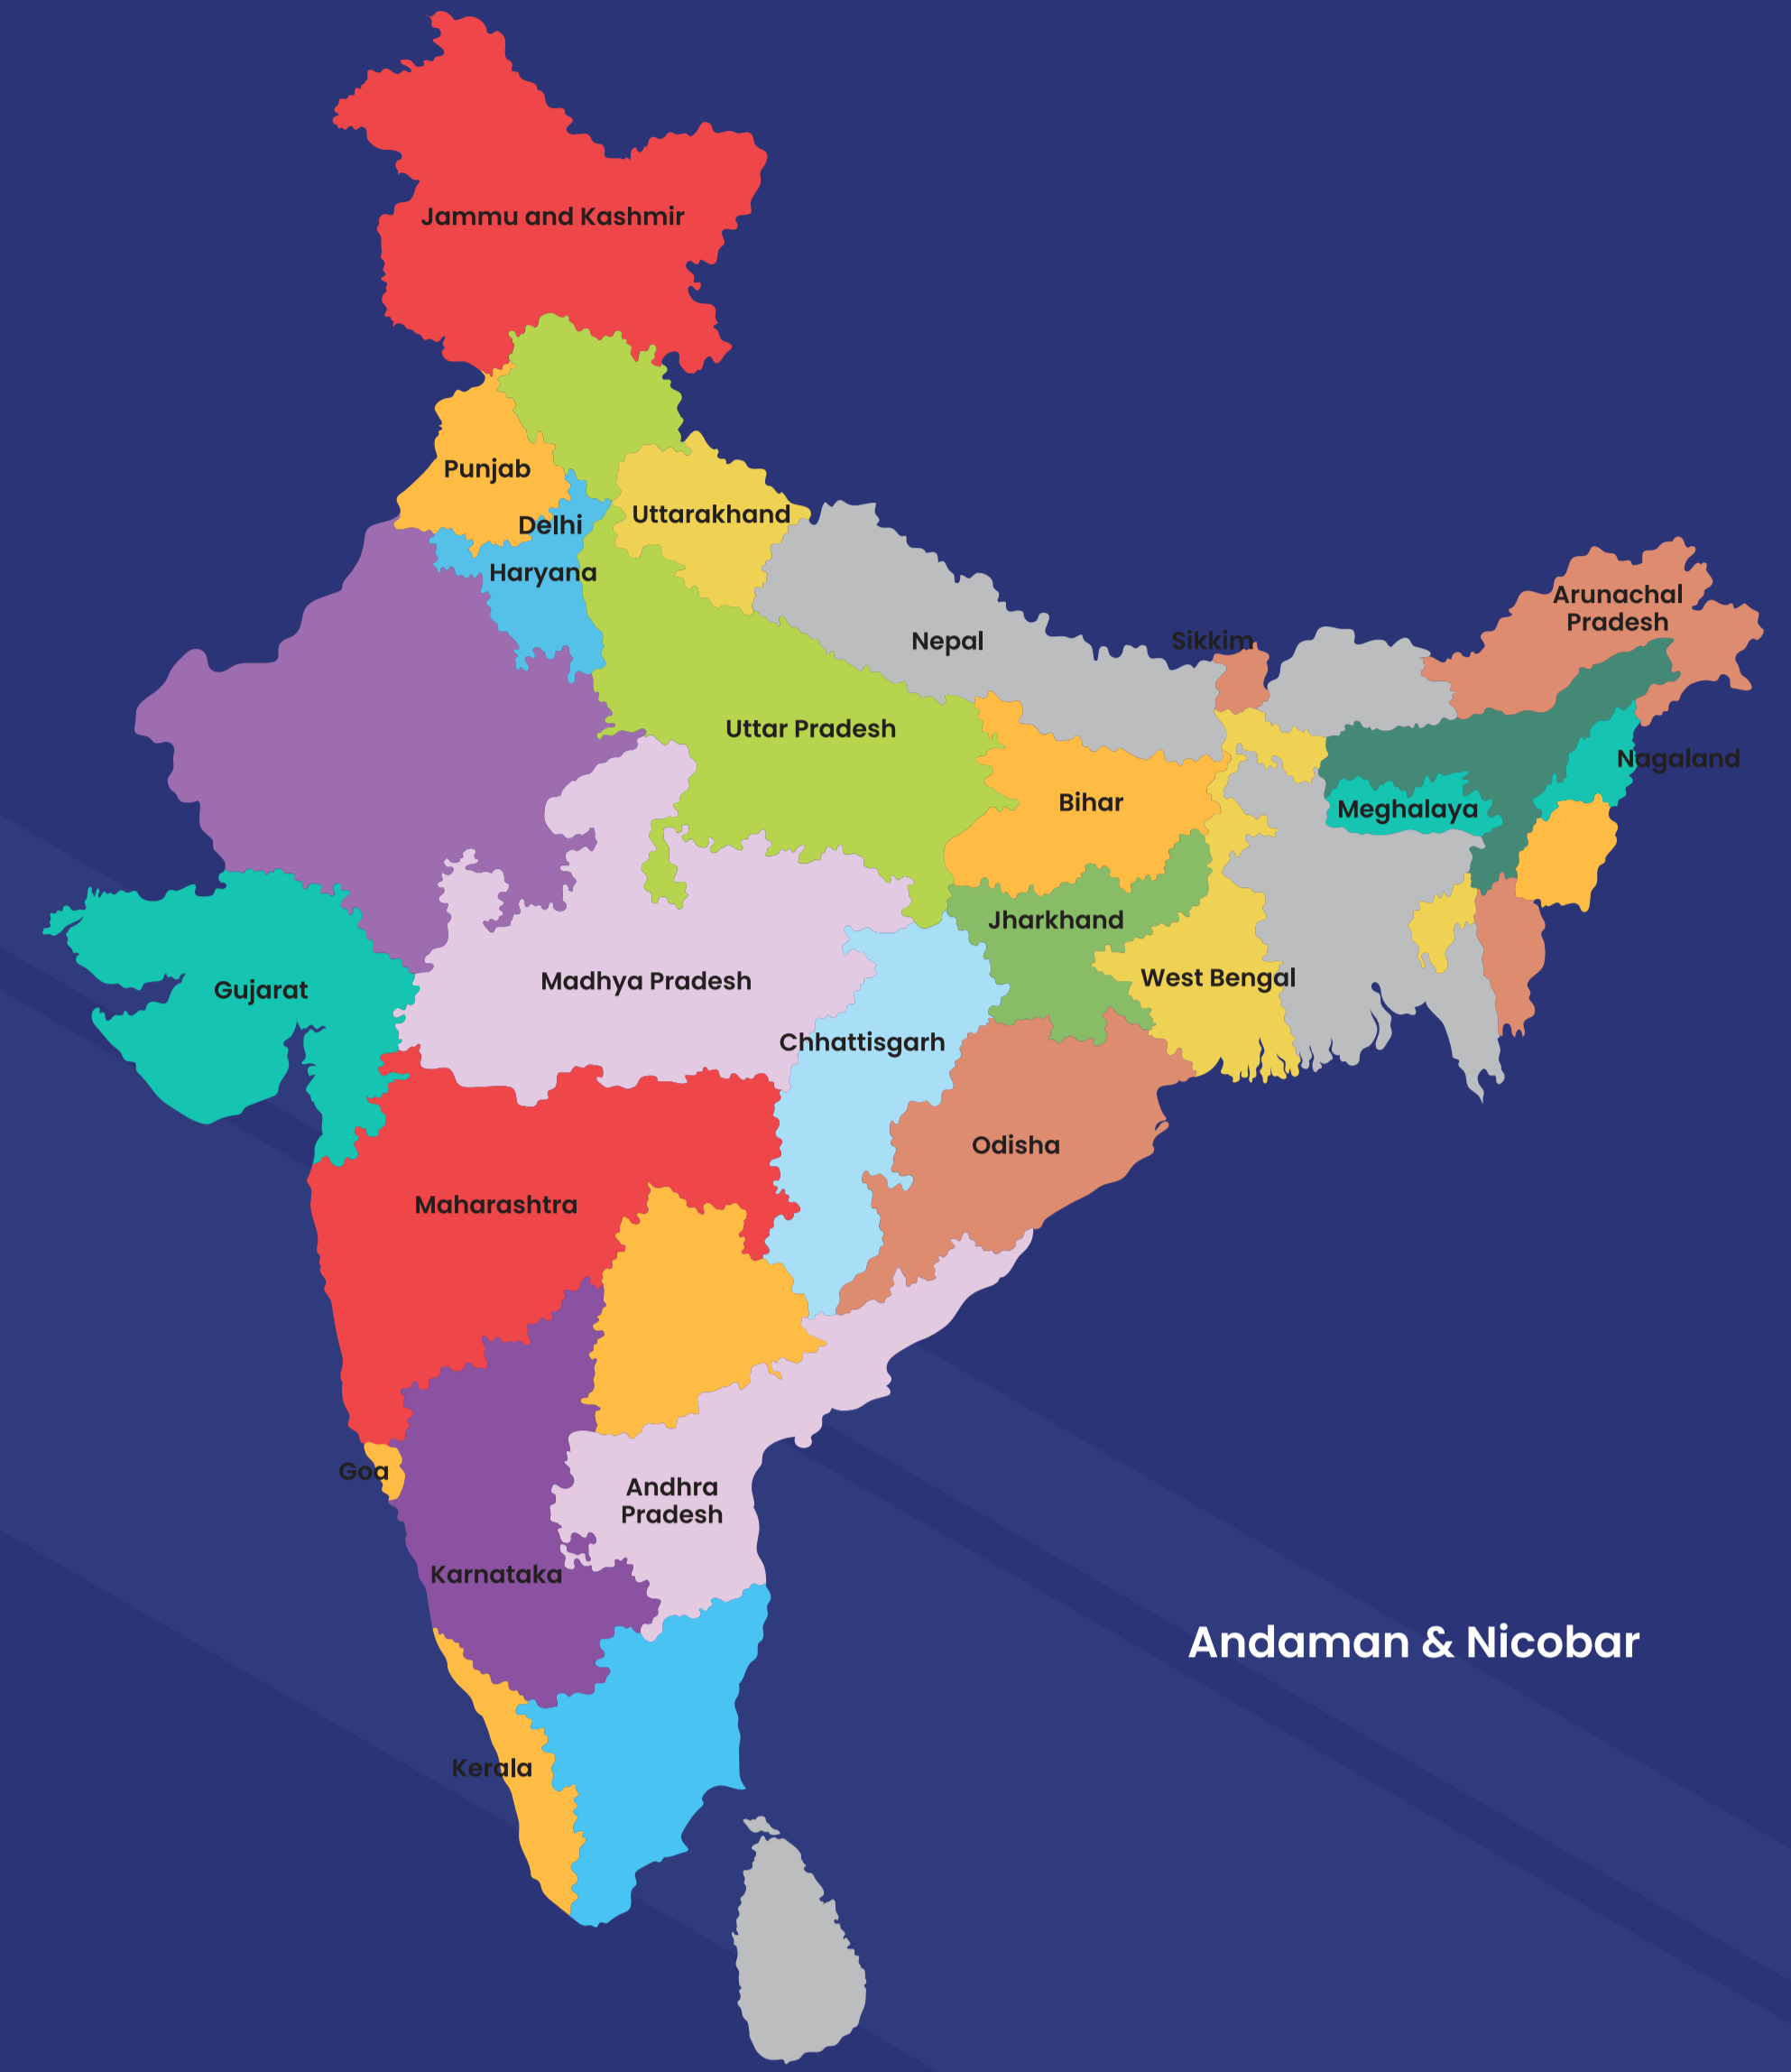 Jammu and Kashmir
Punjab
Uttarakhand
Delhi
Haryana
Arunachal
Pradesh
Nepal
Sikkim
Uttar Pradesh
Nagaland
Bihar
Meghalaya
Jharkhand
West Bengal
Madhya Pradesh
Gujarat
Chhattisgarh
Odisha
Maharashtra
Goa
Andhra
Pradesh
Karnataka
Andaman & Nicobar
Kerala